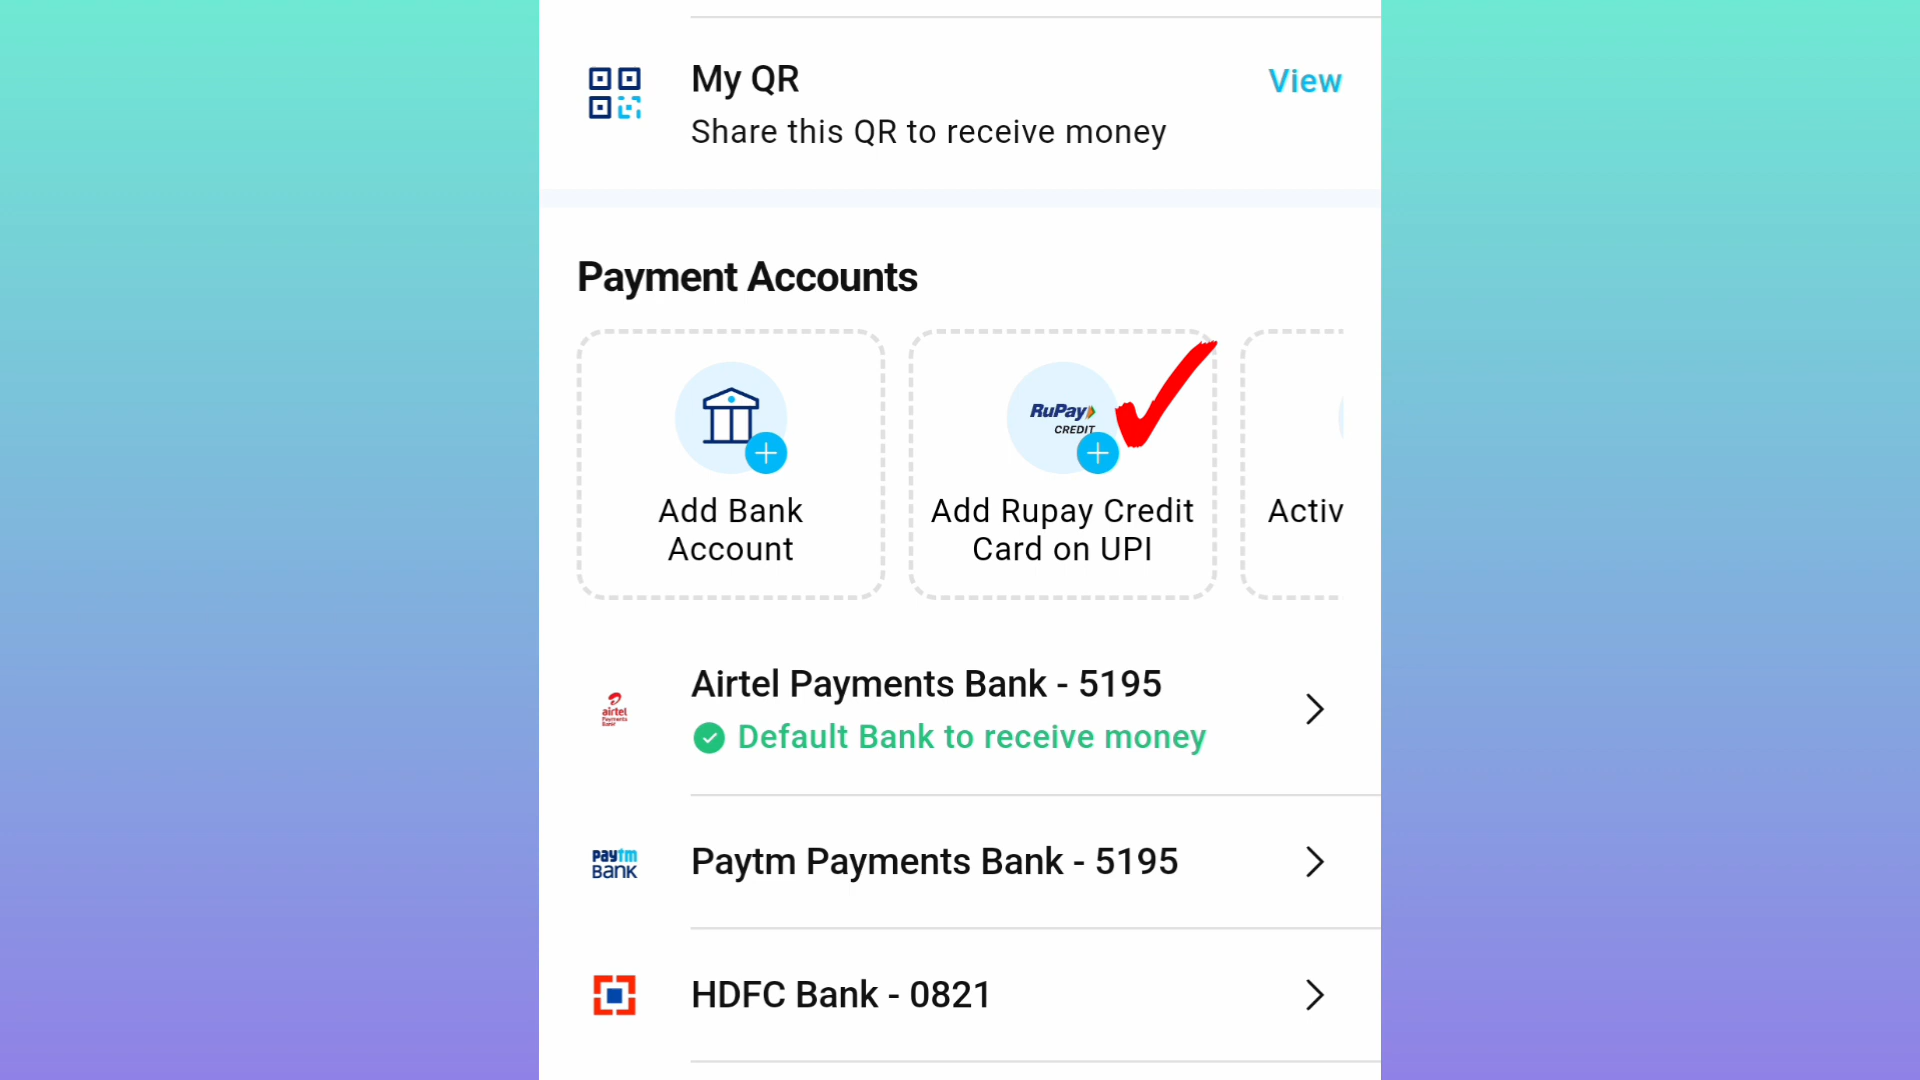 My QR
View
Share this QR to receive money
Payment Accounts
RuPay
CREDIT
Add Bank
Account
Add Rupay Credit
Card on UPI
Activ
airtel
Payments
Bank
Airtel Payments Bank - 5195
Default Bank to receive money
paytm
BANK
Paytm Payments Bank - 5195
HDFC Bank - 0821